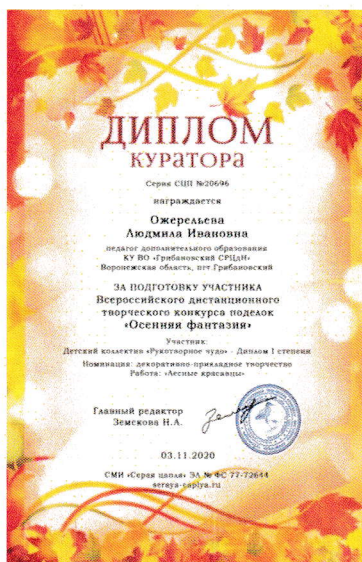 ДИПЛОМ
КУРАТОРА
Серия СЦП №20696
награждается
Ожерельева
Людмила Ивановна
педагог дополнительного образования
КУ ВО «Грибановский СРЦдН»
Воронежская область, пгт Грибановский
ЗА ПОДГОТОВКУ УЧАСТНИКА
Всероссийского дистанционного
творческого конкурса поделок
«Осенняя фантазия»
Участник:
Детский коллектив «Рукотворное чудо» - Диплом I степени
Номинация: декоративно-прикладное творчество
Работа: «Лесные красавцы»
Главный редактор
Земскова Н.А.
03.11.2020
СМИ «Серая цапля» ЭЛ № ФС 77-72644
seraya-caplya.ru